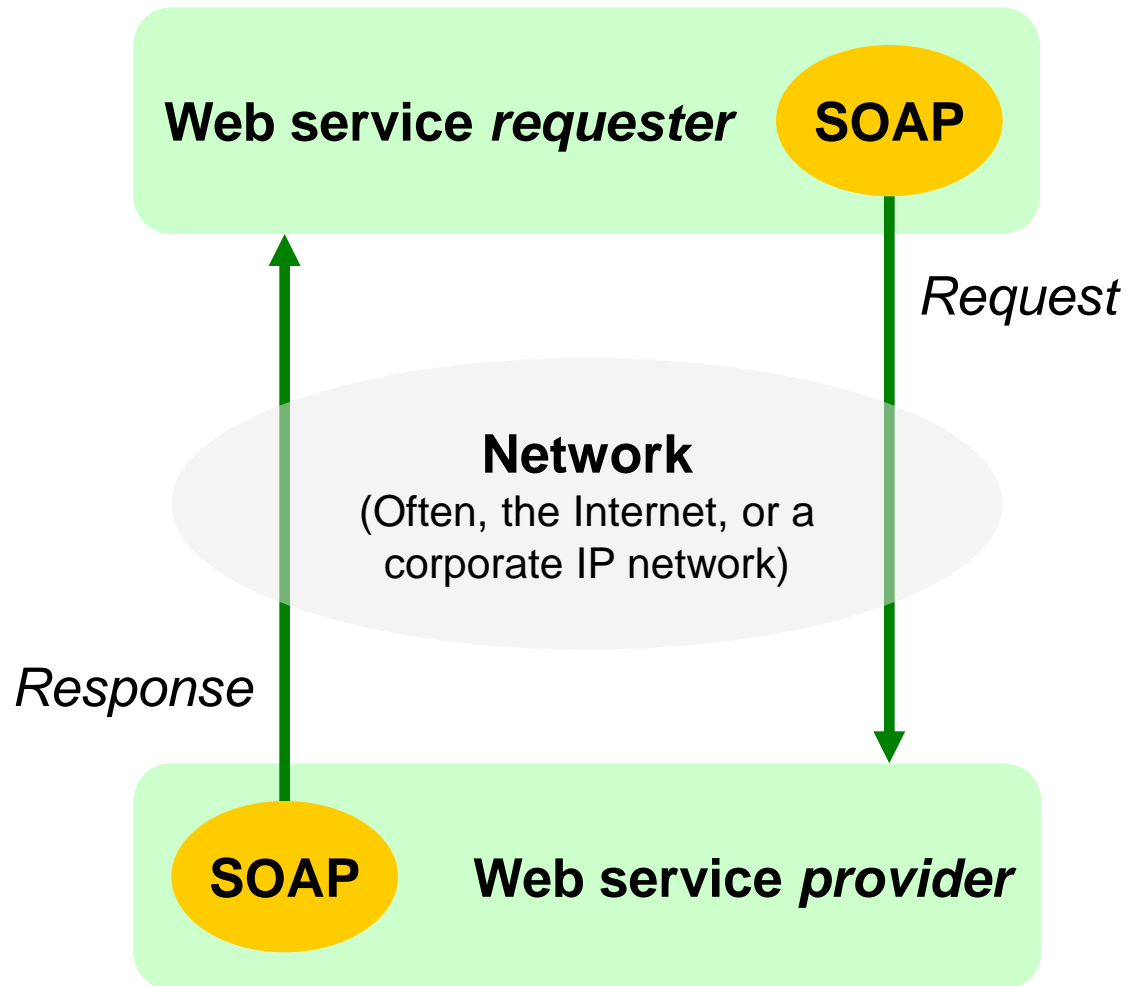 Web service requester
SOAP
Request
Network
(Often, the Internet, or a
corporate IP network)
Response
SOAP
Web service provider